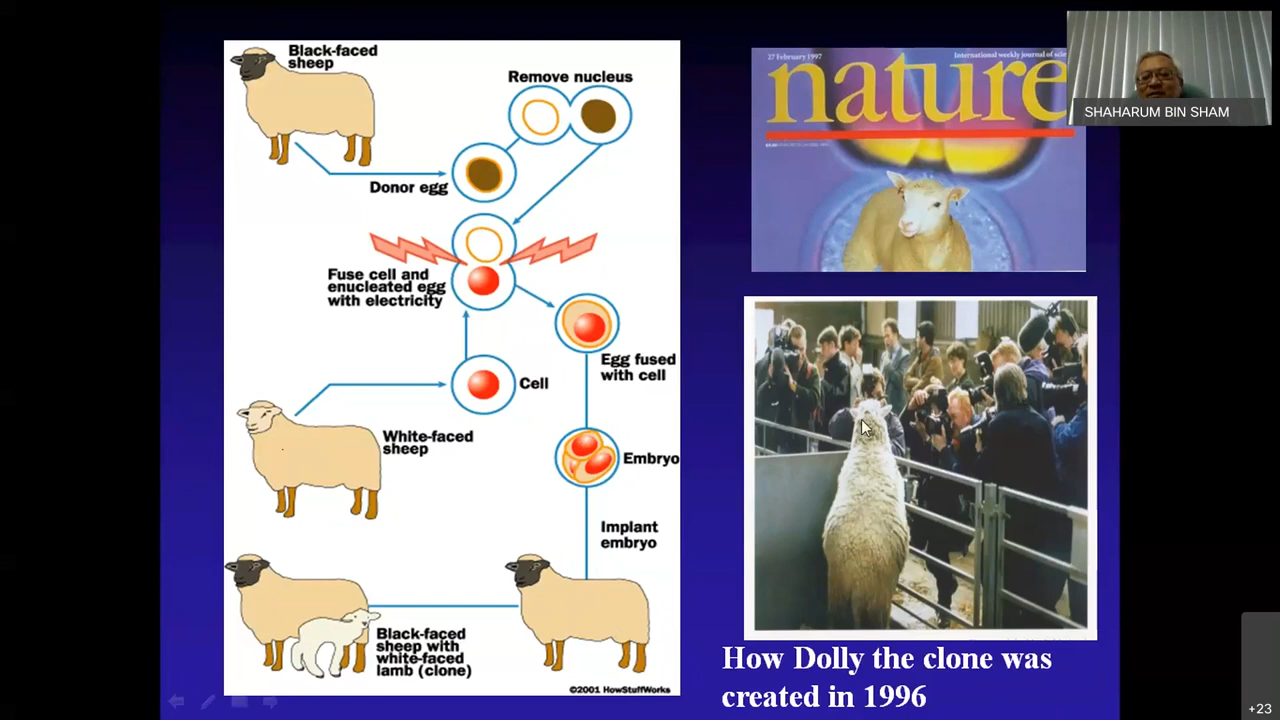 Black-faced
sheep
Remove nucleus
Donor egg
Fuse cell and
enucleated egg
with electricity
Egg fused
with cell
Cell
White-faced
sheep
Embryo
Implant
embryo
Black-faced
sheep with
white-faced
lamb (clone)
©2001 HowStuffWorks
27 February 1997
International weekly journal of scie
nature
SHAHARUM BIN SHAM
How Dolly the clone was
created in 1996
+23